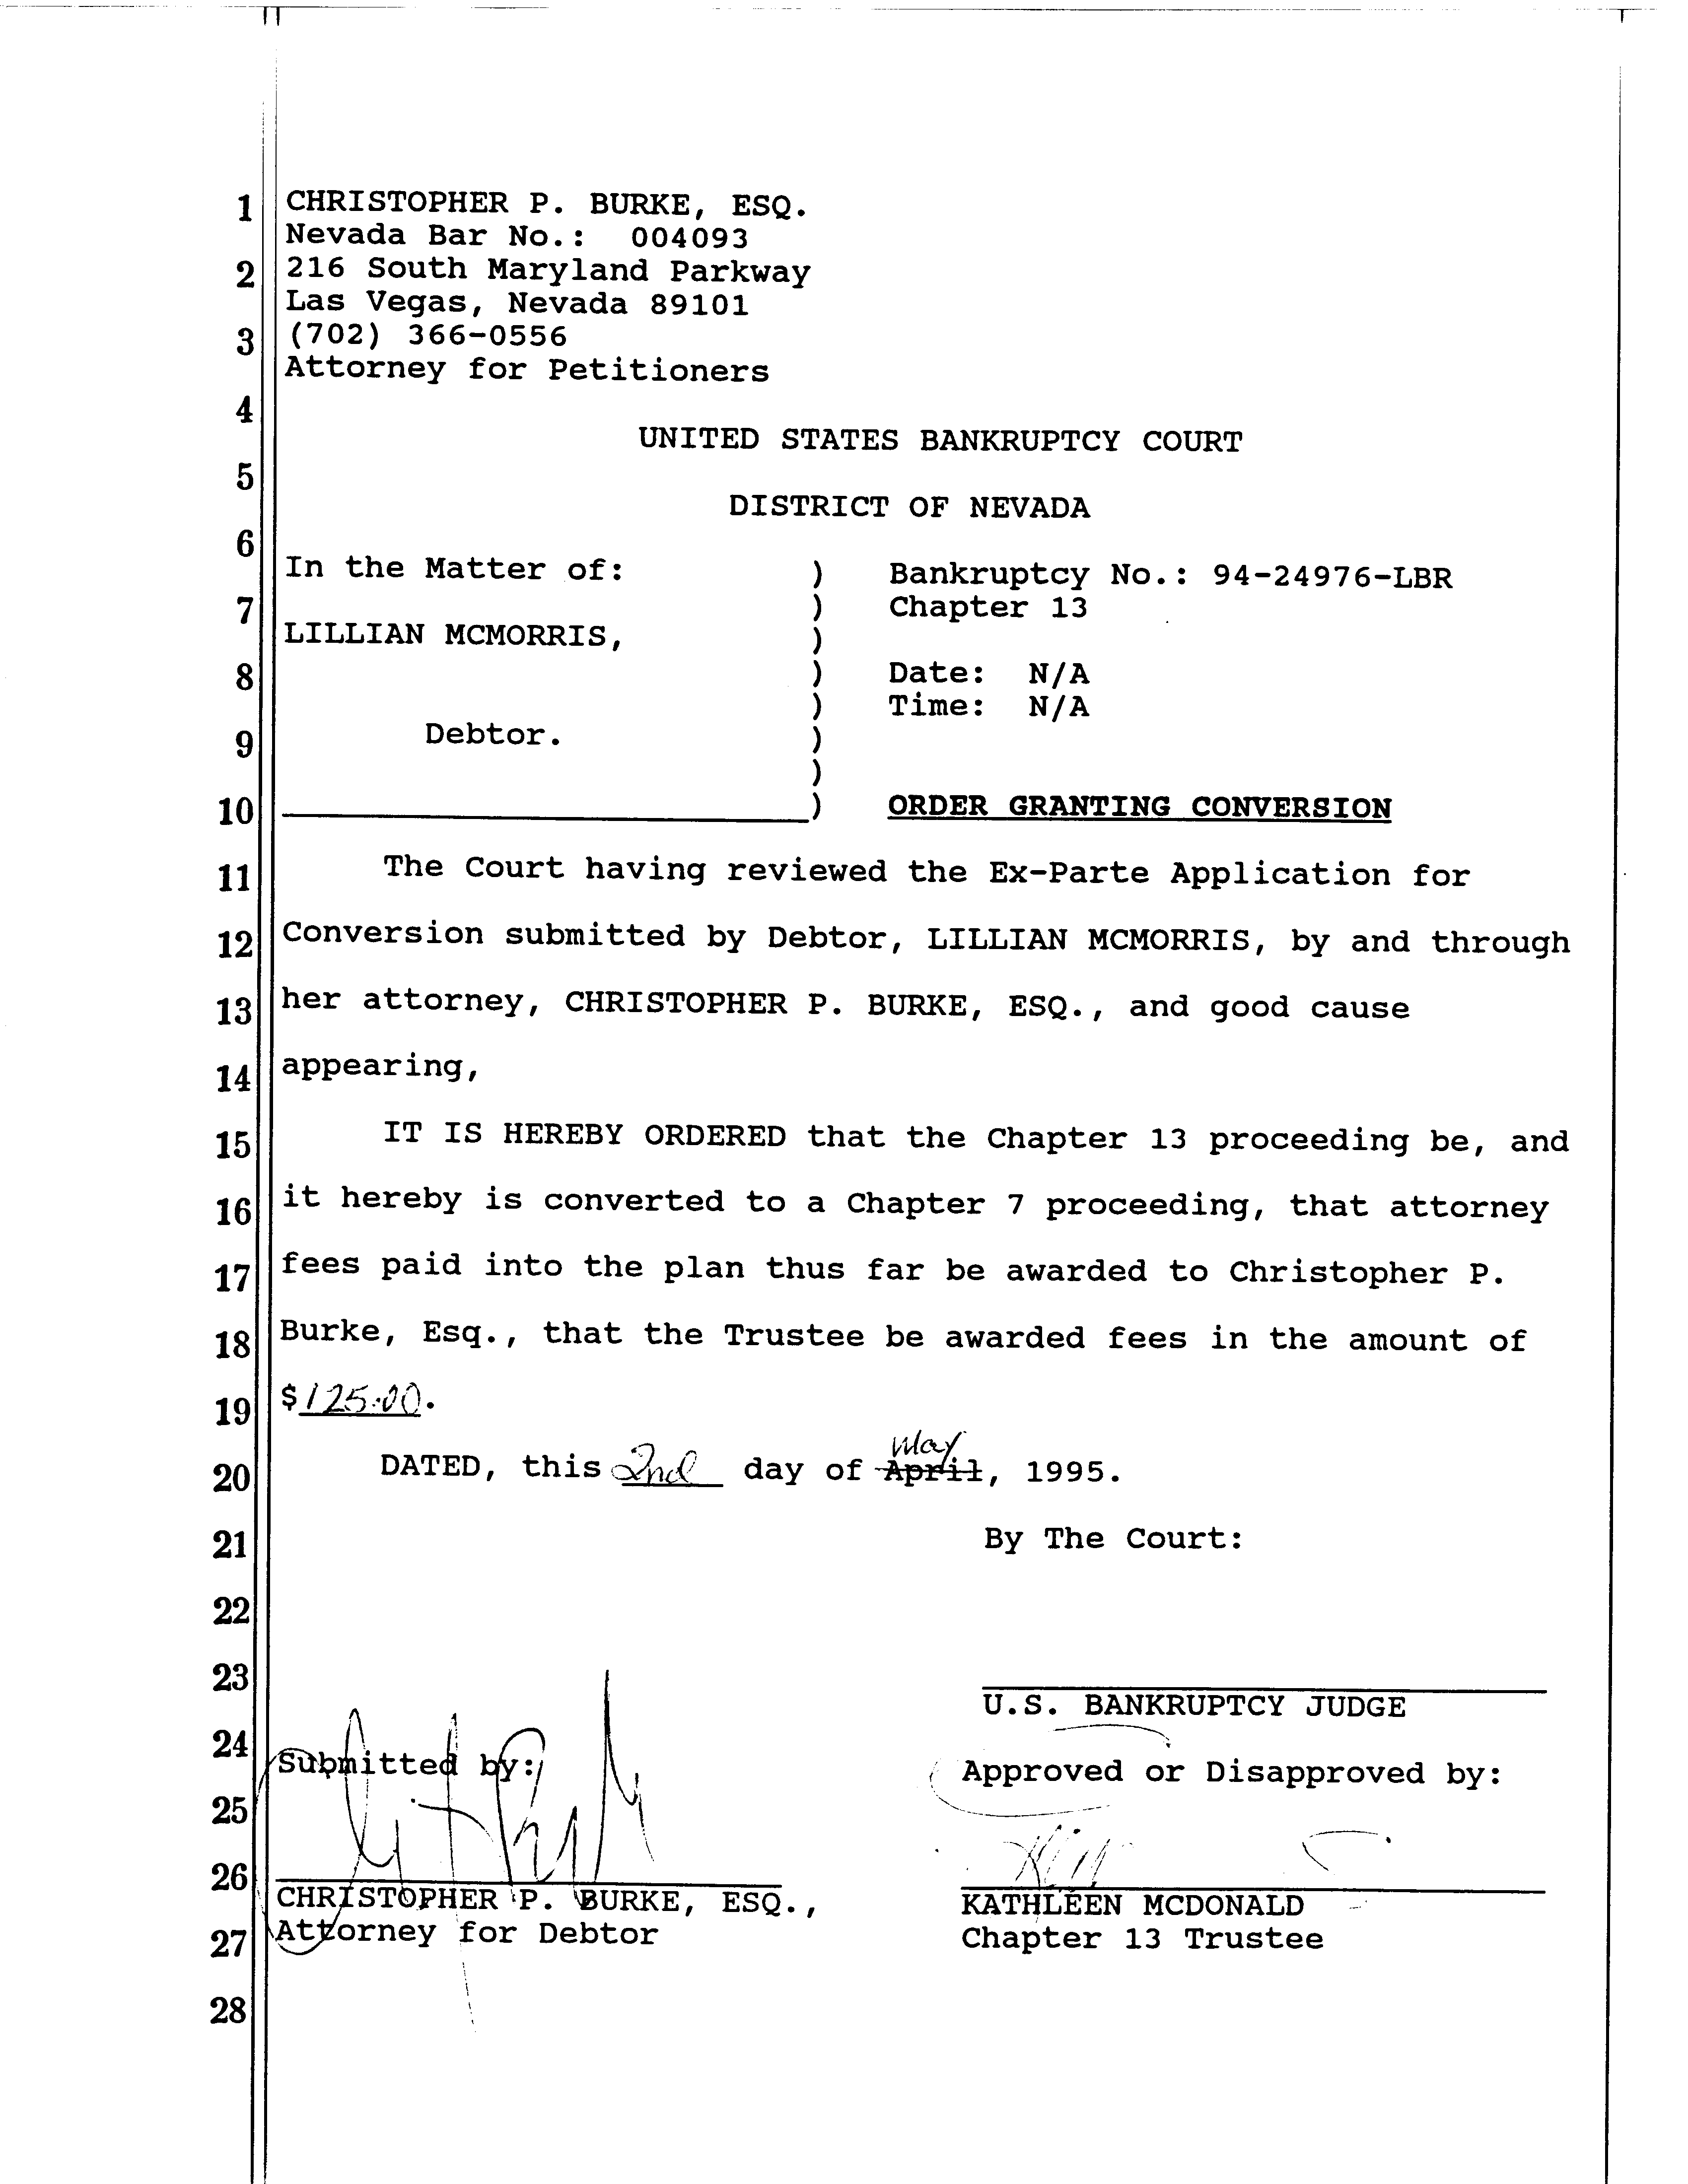 1 CHRISTOPHER P. BURKE, ESQ.
Nevada Bar No.: 004093
2 216 South Maryland Parkway
Las Vegas, Nevada 89101
3 (702) 366-0556
Attorney for Petitioners
4
UNITED STATES BANKRUPTCY COURT
5
DISTRICT OF NEVADA
6
In the Matter of: ) Bankruptcy No.: 94-24976-LBR
7 ) Chapter 13
LILLIAN MCMORRIS, )
8 ) Date: N/A
) Time: N/A
9 Debtor. )
)
10 ) ORDER GRANTING CONVERSION
11 The Court having reviewed the Ex-Parte Application for
12 Conversion submitted by Debtor, LILLIAN MCMORRIS, by and through
13 her attorney, CHRISTOPHER P. BURKE, ESQ., and good cause
14 appearing,
15 IT IS HEREBY ORDERED that the Chapter 13 proceeding be, and
16 it hereby is converted to a Chapter 7 proceeding, that attorney
17 fees paid into the plan thus far be awarded to Christopher P.
18 Burke, Esq., that the Trustee be awarded fees in the amount of
19 $125.00.
May
20 DATED, this 2nd day of April, 1995.
21 By The Court:
22
23
U.S. BANKRUPTCY JUDGE
24 Submitted by: Approved or Disapproved by:
25
26
CHRISTOPHER P. BURKE, ESQ., KATHLEEN MCDONALD
27 Attorney for Debtor Chapter 13 Trustee
28